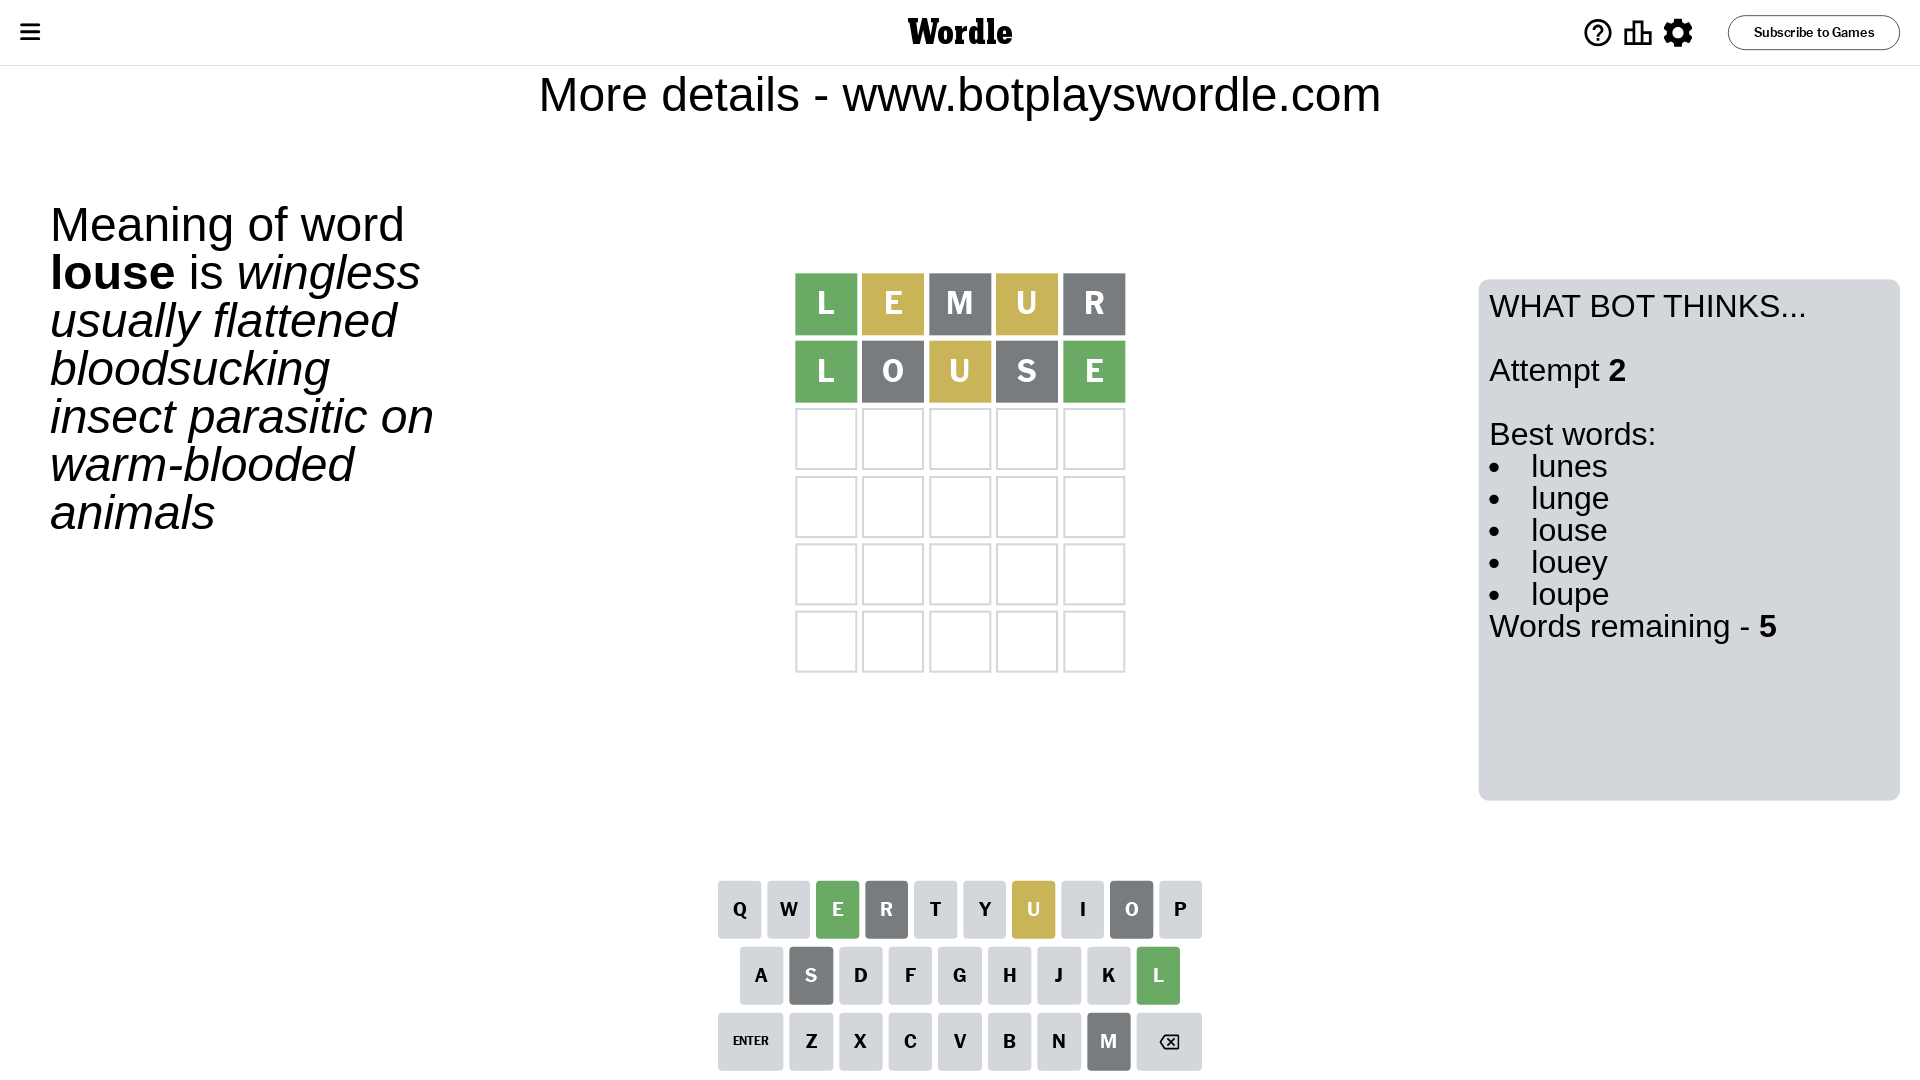 Wordle
Subscribe to Games
More details - www.botplayswordle.com
Meaning of word
louse is wingless
usually flattened
bloodsucking
insect parasitic on
warm-blooded
animals
L E M U R
L O U S E
WHAT BOT THINKS...
Attempt 2
Best words:
• lunes
• lunge
• louse
• louey
• loupe
Words remaining - 5
Q W E R T Y U I O P
A S D F G H J K L
ENTER Z X C V B N M